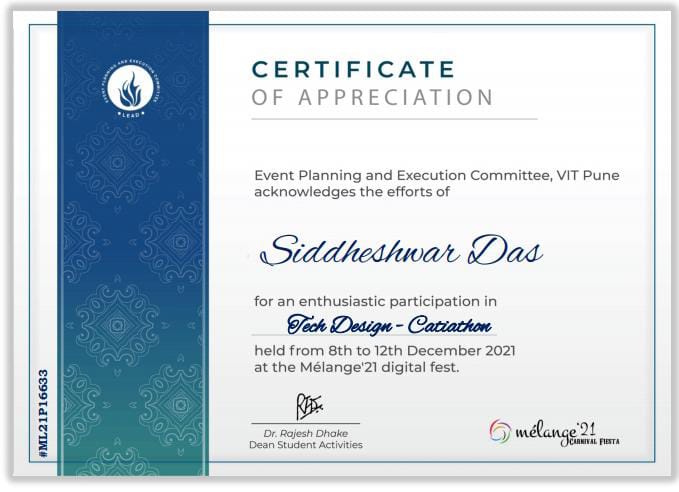 EVENT PLANNING AND EXECUTION COMMITTEE
LEAD
CERTIFICATE
OF APPRECIATION
Event Planning and Execution Committee, VIT Pune
acknowledges the efforts of
Siddheshwar Das
for an enthusiastic participation in
Tech Design - Catiathon
held from 8th to 12th December 2021
at the Mélange'21 digital fest.
Dr. Rajesh Dhake
Dean Student Activities
#ML21P16633
mélange'21
CARNIVAL FIESTA